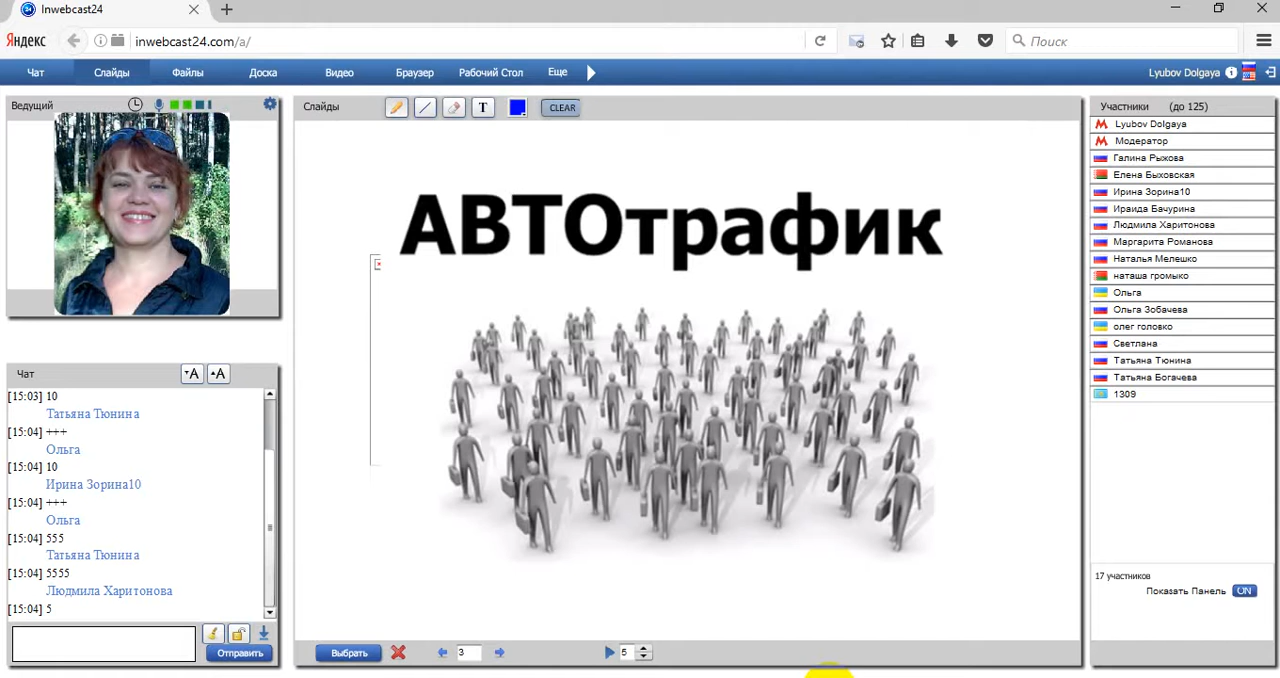 Inwebcast24
Яндекс
inwebcast24.com/a/
Поиск
Чат
Слайды
Файлы
Доска
Видео
Браузер
Рабочий Стол
Еще
Lyubov Dolgaya
Ведущий
Слайды
T
CLEAR
АВТОтрафик
Чат
▾A
▴A
[15:03] 10
Татьяна Тюнина
[15:04] +++
Ольга
[15:04] 10
Ирина Зорина10
[15:04] +++
Ольга
[15:04] 555
Татьяна Тюнина
[15:04] 5555
Людмила Харитонова
[15:04] 5
Отправить
Выбрать
3
5
Участники (до 125)
Lyubov Dolgaya
Модератор
Галина Рыжова
Елена Быховская
Ирина Зорина10
Ираида Бачурина
Людмила Харитонова
Маргарита Романова
Наталья Мелешко
наташа громыко
Ольга
Ольга Зобачева
олег головко
Светлана
Татьяна Тюнина
Татьяна Богачева
1309
17 участников
Показать Панель ON